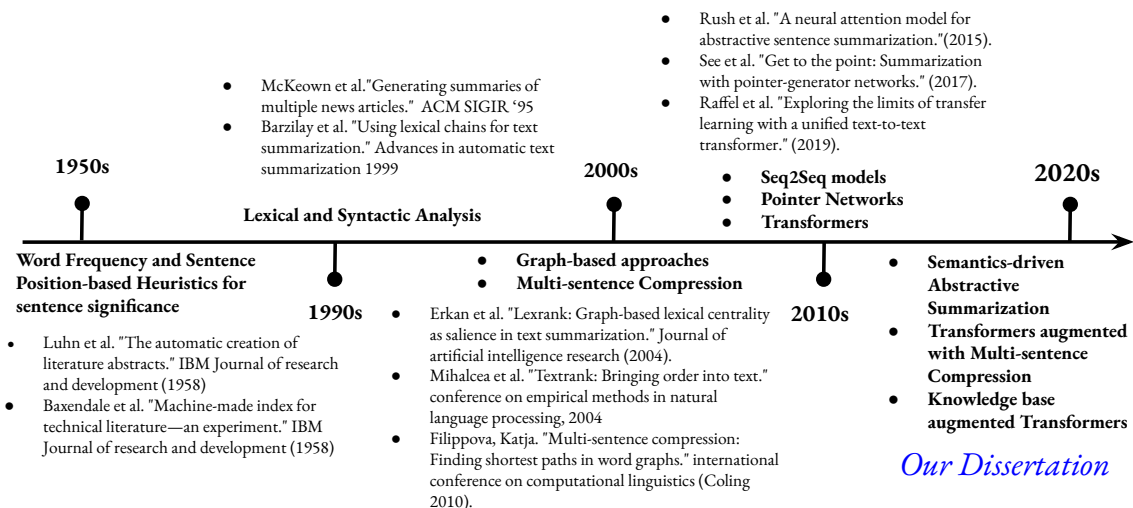 1950s
Word Frequency and Sentence
Position-based Heuristics for
sentence significance
● Luhn et al. "The automatic creation of
literature abstracts." IBM Journal of research
and development (1958)
● Baxendale et al. "Machine-made index for
technical literature—an experiment." IBM
Journal of research and development (1958)
● McKeown et al."Generating summaries of
multiple news articles." ACM SIGIR ‘95
● Barzilay et al. "Using lexical chains for text
summarization." Advances in automatic text
summarization 1999
Lexical and Syntactic Analysis
1990s
2000s
● Graph-based approaches
● Multi-sentence Compression
● Erkan et al. "Lexrank: Graph-based lexical centrality
as salience in text summarization." Journal of
artificial intelligence research (2004).
● Mihalcea et al. "Textrank: Bringing order into text."
conference on empirical methods in natural
language processing, 2004
● Filippova, Katja. "Multi-sentence compression:
Finding shortest paths in word graphs." international
conference on computational linguistics (Coling
2010).
● Rush et al. "A neural attention model for
abstractive sentence summarization."(2015).
● See et al. "Get to the point: Summarization
with pointer-generator networks." (2017).
● Raffel et al. "Exploring the limits of transfer
learning with a unified text-to-text
transformer." (2019).
● Seq2Seq models
● Pointer Networks
● Transformers
2010s
2020s
● Semantics-driven
Abstractive
Summarization
● Transformers augmented
with Multi-sentence
Compression
● Knowledge base
augmented Transformers
Our Dissertation